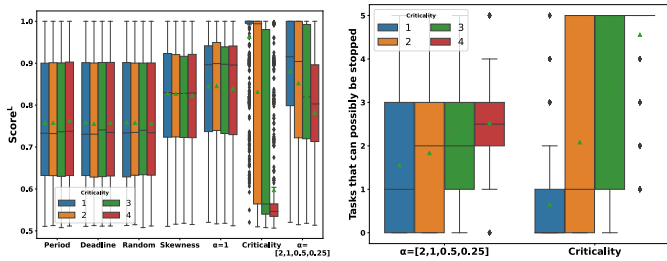 1.0
0.9
0.8
0.7
0.6
0.5
Score^L
Criticality
1 3
2 4
Period Deadline Random Skewness α=1 Criticality α=
[2,1,0.5,0.25]
5
4
3
2
1
0
Tasks that can possibly be stopped
Criticality
1 3
2 4
α=[2,1,0.5,0.25] Criticality